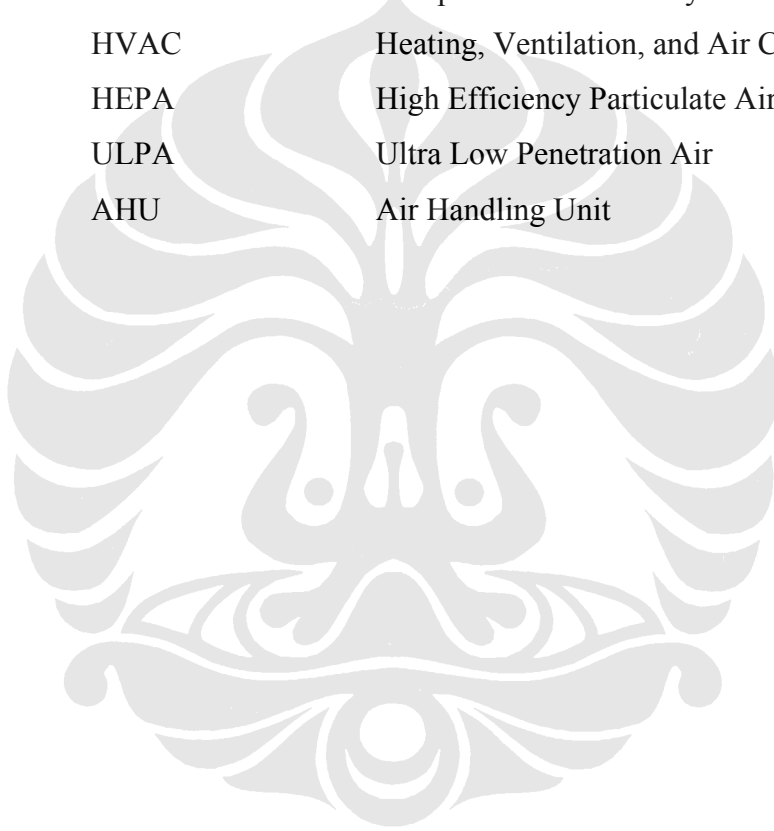 HVAC Heating, Ventilation, and Air
HEPA High Efficiency Particulate Air
ULPA Ultra Low Penetration Air
AHU Air Handling Unit